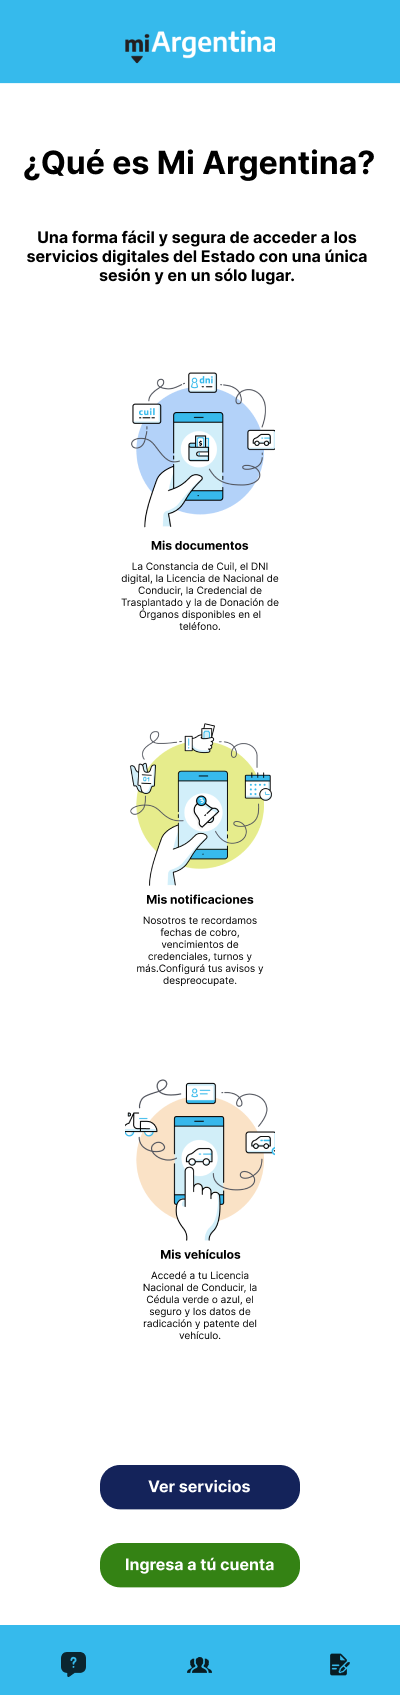 miArgentina
¿Qué es Mi Argentina?
Una forma fácil y segura de acceder a los
servicios digitales del Estado con una única
sesión y en un sólo lugar.
dni
cuil
$
Mis documentos
La Constancia de Cuil, el DNI
digital, la Licencia de Nacional de
Conducir, la Credencial de
Trasplantado y la de Donación de
Órganos disponibles en el
teléfono.
01
Mis notificaciones
Nosotros te recordamos
fechas de cobro,
vencimientos de
credenciales, turnos y
más.Configurá tus avisos y
despreocupate.
Mis vehículos
Accedé a tu Licencia
Nacional de Conducir, la
Cédula verde o azul, el
seguro y los datos de
radicación y patente del
vehículo.
Ver servicios
Ingresa a tú cuenta
?